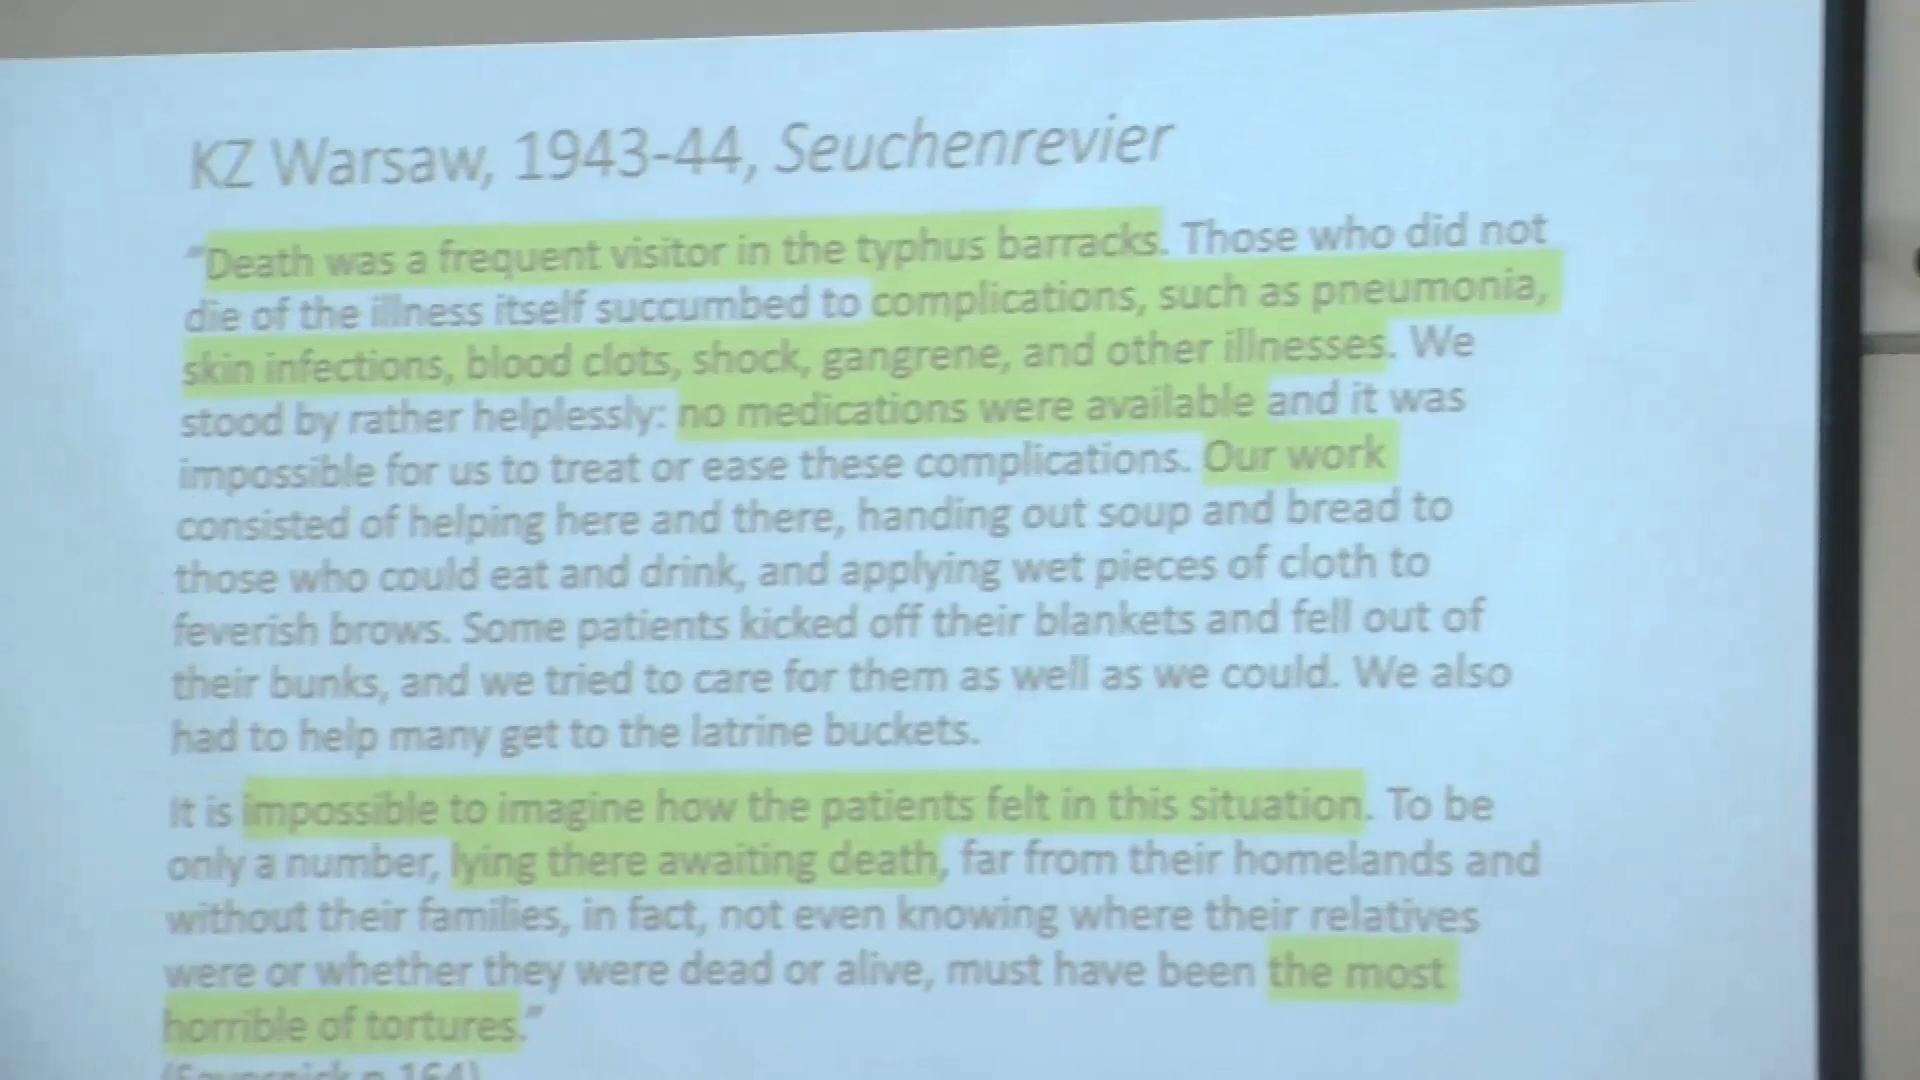 KZ Warsaw, 1943-44, Seuchenrevier
"Death was a frequent visitor in the typhus barracks. Those who did not
die of the illness itself succumbed to complications, such as pneumonia,
skin infections, blood clots, shock, gangrene, and other illnesses. We
stood by rather helplessly: no medications were available and it was
impossible for us to treat or ease these complications. Our work
consisted of helping here and there, handing out soup and bread to
those who could eat and drink, and applying wet pieces of cloth to
feverish brows. Some patients kicked off their blankets and fell out of
their bunks, and we tried to care for them as well as we could. We also
had to help many get to the latrine buckets.
It is impossible to imagine how the patients felt in this situation. To be
only a number, lying there awaiting death, far from their homelands and
without their families, in fact, not even knowing where their relatives
were or whether they were dead or alive, must have been the most
horrible of tortures."
p.164)